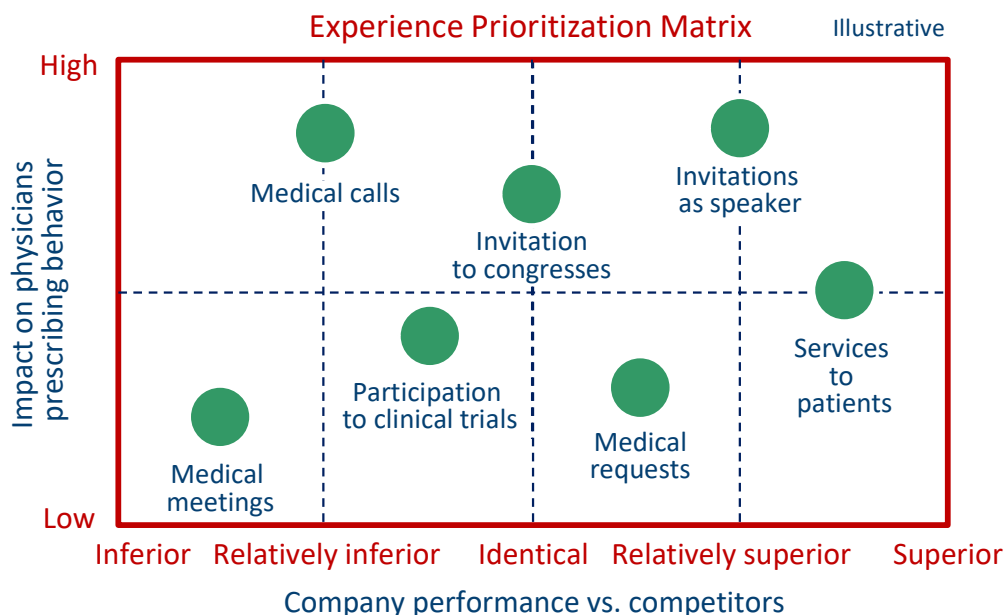 Experience Prioritization Matrix
Illustrative
High
Impact on physicians
prescribing behavior
Medical calls
Invitation
to congresses
Invitations
as speaker
Participation
to clinical trials
Services
to
patients
Medical
meetings
Medical
requests
Low
Inferior
Relatively inferior
Identical
Relatively superior
Superior
Company performance vs. competitors